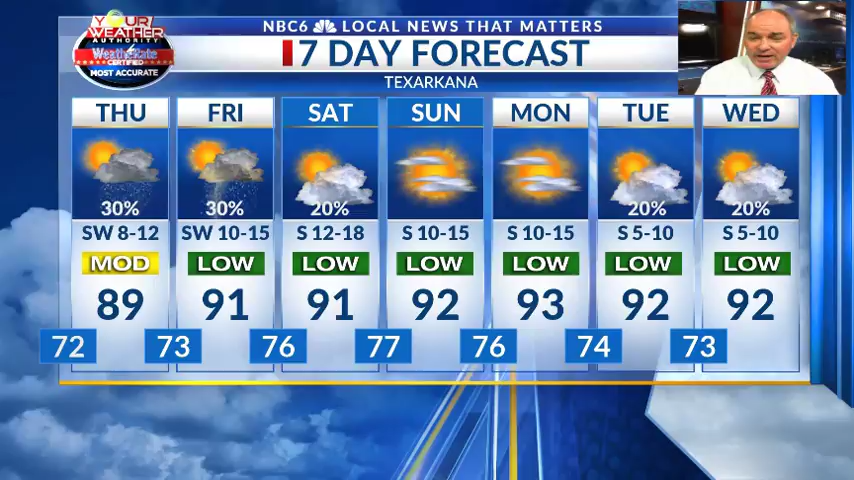 YOUR
WEATHER
AUTHORITY
WeatheRate
CERTIFIED
MOST ACCURATE
NBC6 LOCAL NEWS THAT MATTERS
7 DAY FORECAST
TEXARKANA
THU FRI SAT SUN MON TUE WED
30% 30% 20% 20% 20%
SW 8-12 SW 10-15 S 12-18 S 10-15 S 10-15 S 5-10 S 5-10
MOD LOW LOW LOW LOW LOW LOW
89 91 91 92 93 92 92
72 73 76 77 76 74 73